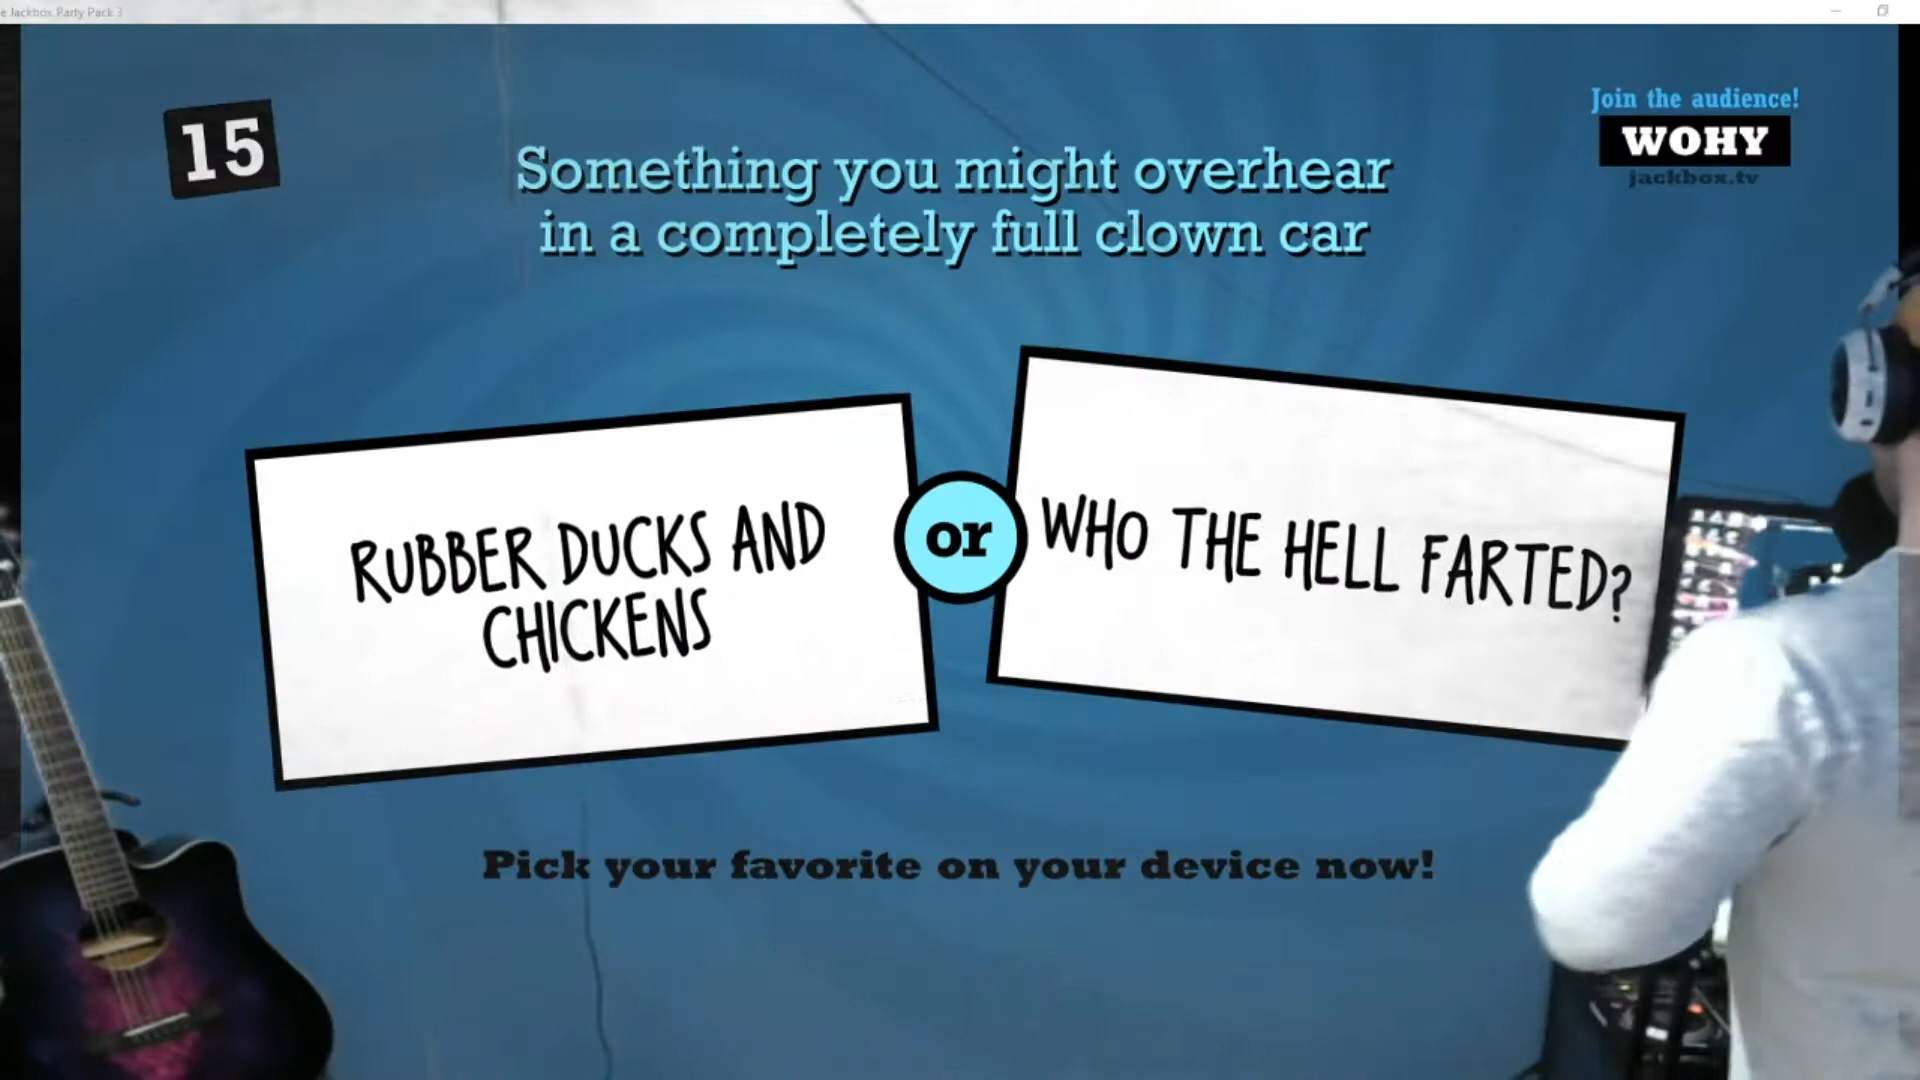 e Jackbox Party Pack 3
15
Join the audience!
WOHY
jackbox.tv
Something you might overhear
in a completely full clown car
RUBBER DUCKS AND
CHICKENS
or
WHO THE HELL FARTED?
Pick your favorite on your device now!